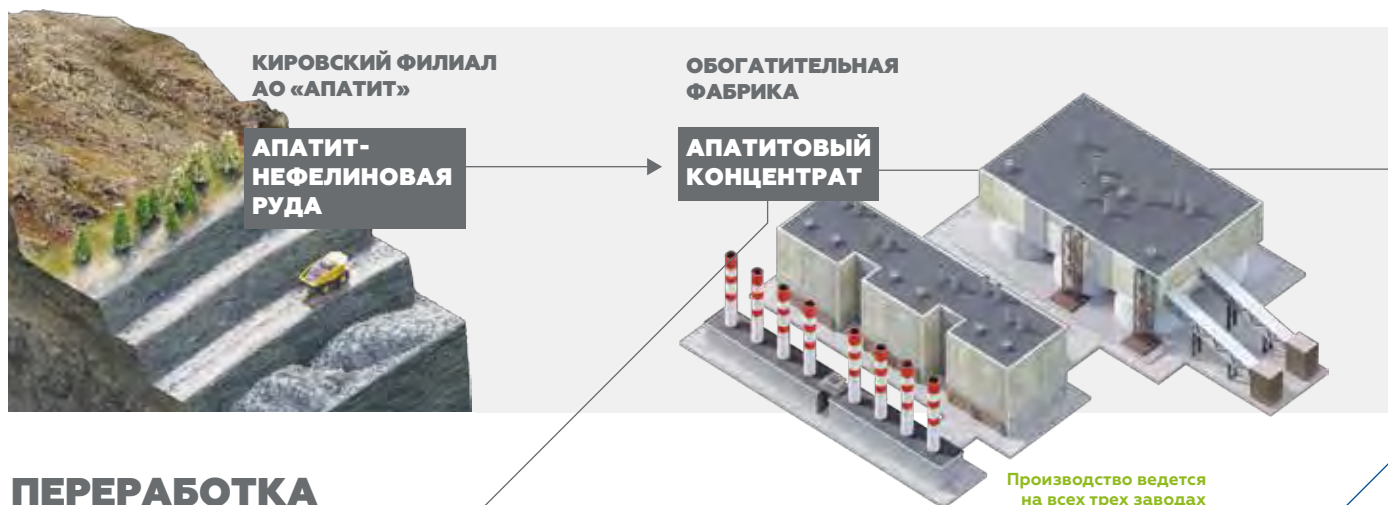 КИРОВСКИЙ ФИЛИАЛ
АО «АПАТИТ»
АПАТИТ-
НЕФЕЛИНОВАЯ
РУДА
ОБОГАТИТЕЛЬНАЯ
ФАБРИКА
АПАТИТОВЫЙ
КОНЦЕНТРАТ
ПЕРЕРАБОТКА
Производство ведется
на всех трех заводах